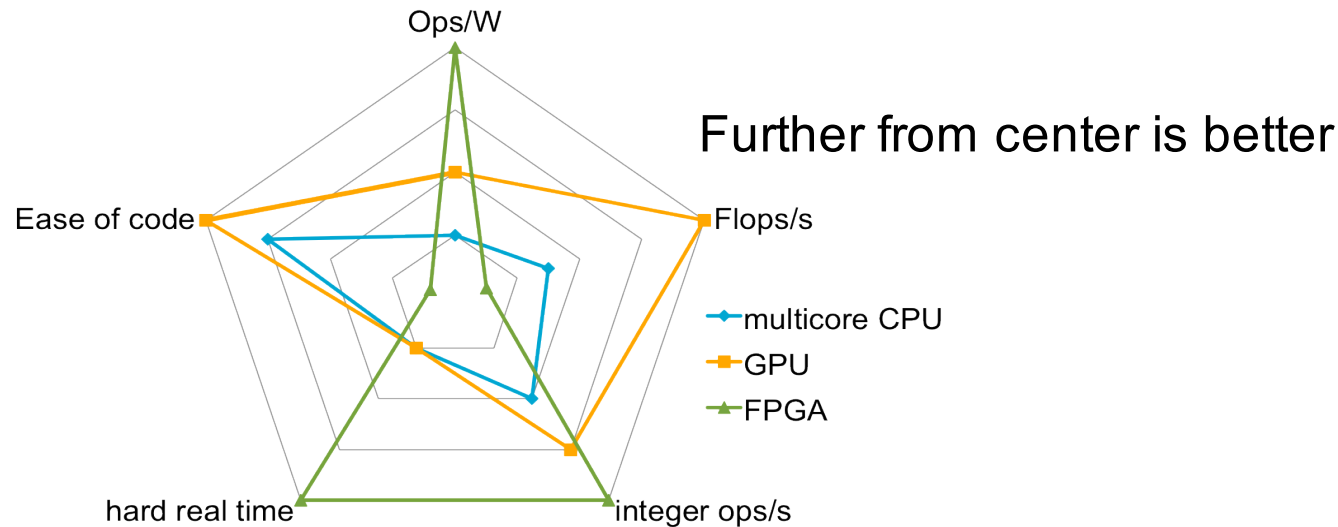 Ops/W
Further from center is better
Ease of code
Flops/s
multicore CPU
GPU
FPGA
hard real time
integer ops/s